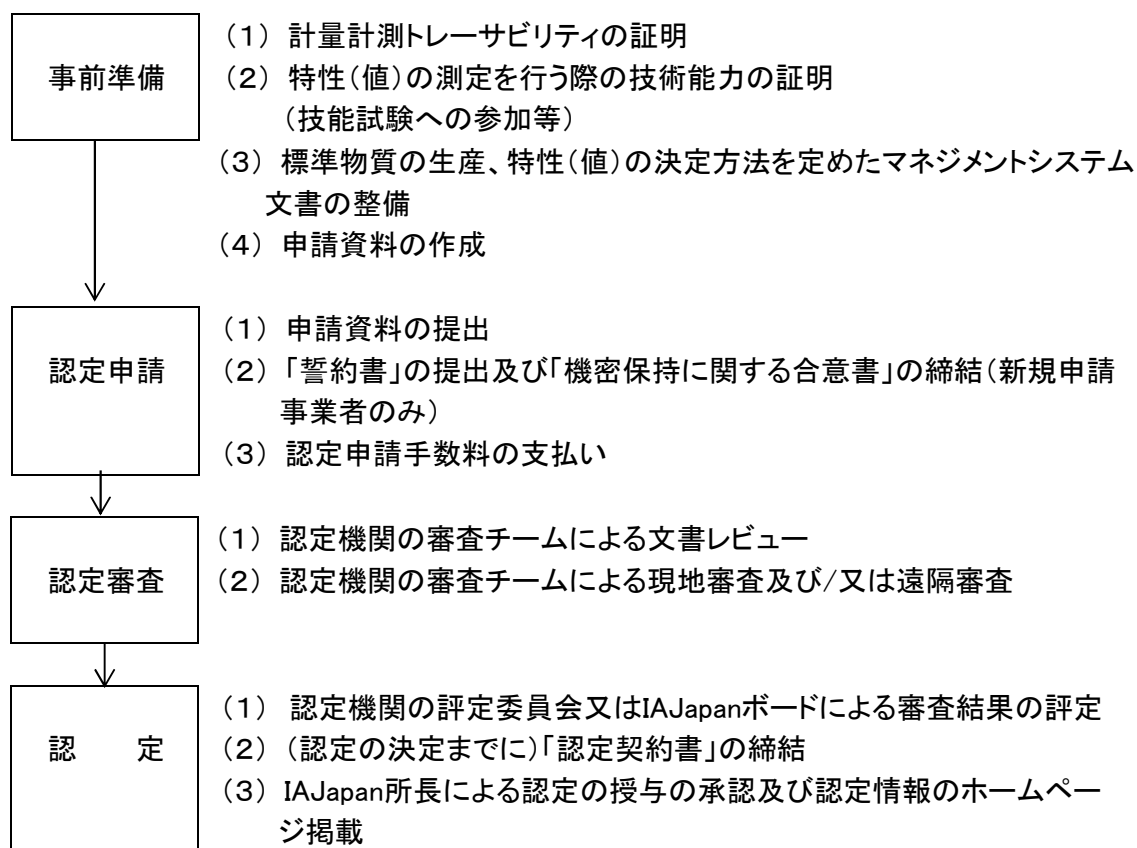 事前準備
（１） 計量計測トレーサビリティの証明
（２） 特性（値）の測定を行う際の技術能力の証明
（技能試験への参加等）
（３） 標準物質の生産、特性（値）の決定方法を定めたマネジメントシステム
文書の整備
（４） 申請資料の作成
認定申請
（１） 申請資料の提出
（２） 「誓約書」の提出及び「機密保持に関する合意書」の締結（新規申請
事業者のみ）
（３） 認定申請手数料の支払い
認定審査
（１） 認定機関の審査チームによる文書レビュー
（２） 認定機関の審査チームによる現地審査及び/又は遠隔審査
認　　定
（１） 認定機関の評定委員会又はIAJapanボードによる審査結果の評定
（２） （認定の決定までに）「認定契約書」の締結
（３） IAJapan所長による認定の授与の承認及び認定情報のホームペー
ジ掲載